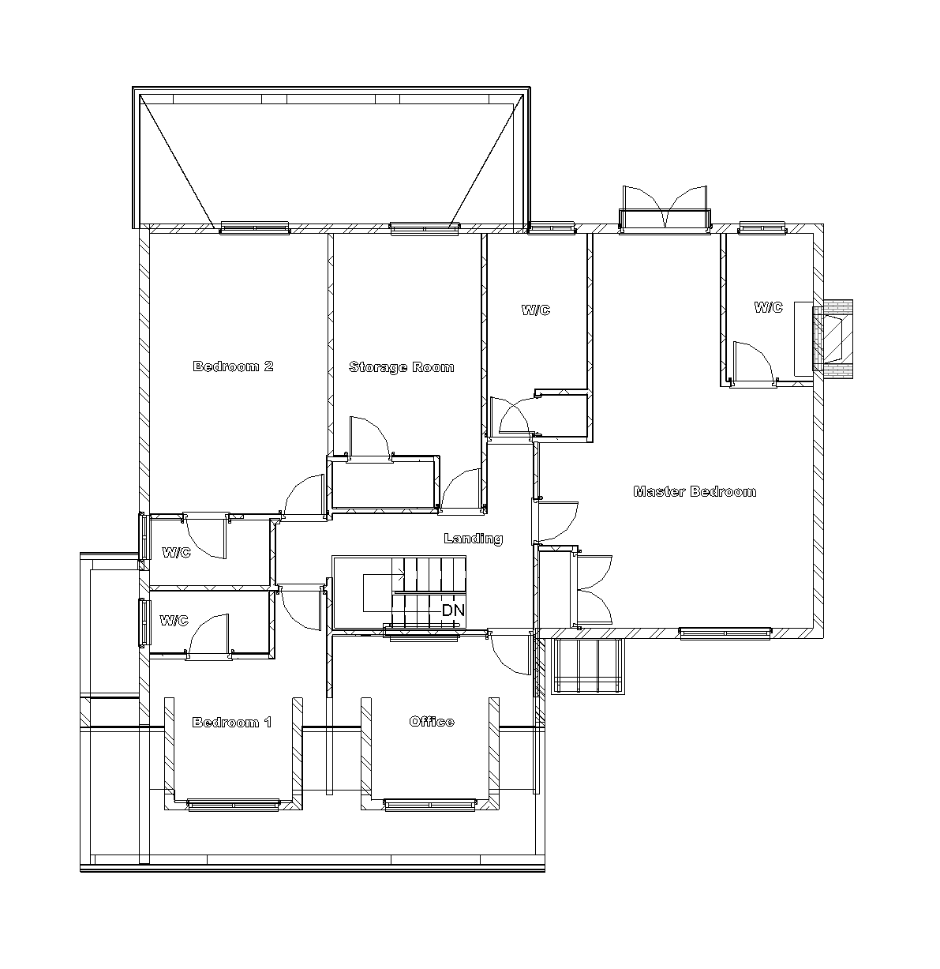 W/C
W/C
Bedroom 2
Storage Room
Master Bedroom
Landing
W/C
DN
W/C
Bedroom 1
Office